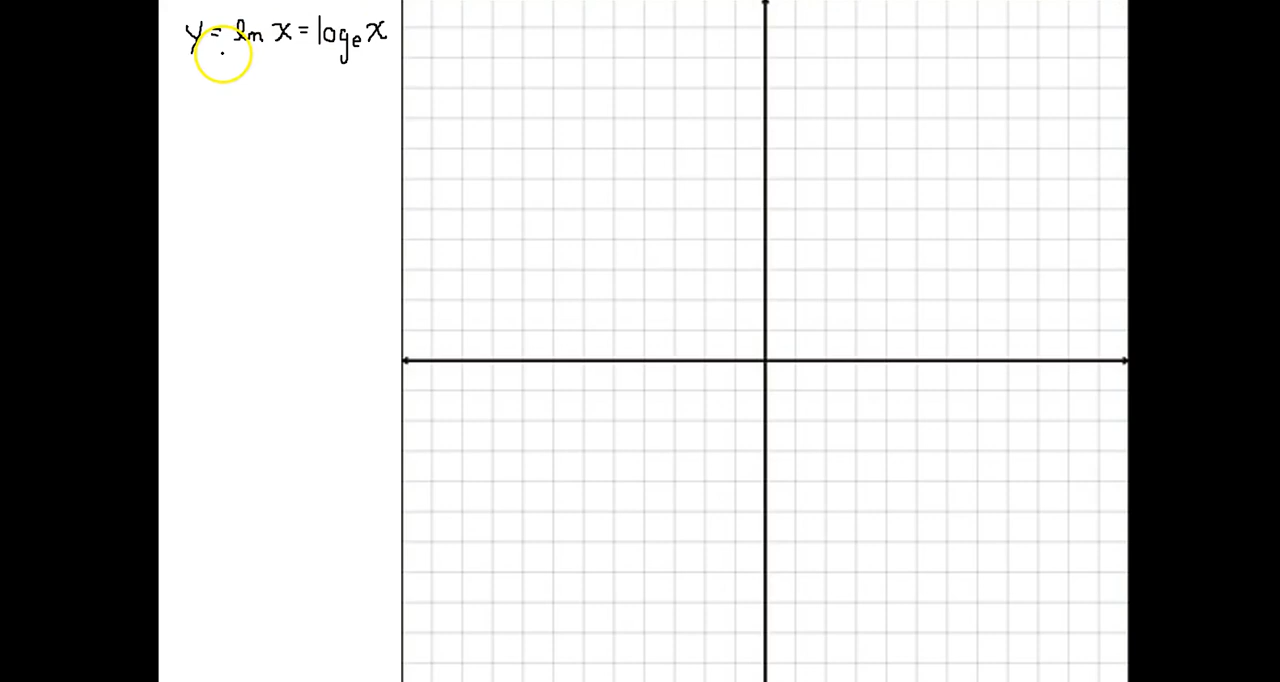 y = ln x = logₑ x